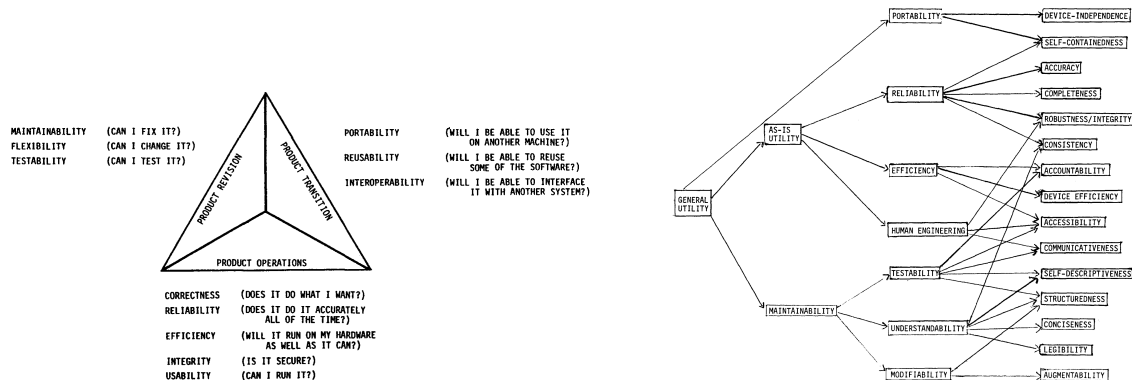 MAINTAINABILITY (CAN I FIX IT?)
FLEXIBILITY (CAN I CHANGE IT?)
TESTABILITY (CAN I TEST IT?)
PRODUCT REVISION
PRODUCT TRANSITION
PRODUCT OPERATIONS
PORTABILITY (WILL I BE ABLE TO USE IT
ON ANOTHER MACHINE?)
REUSABILITY (WILL I BE ABLE TO REUSE
SOME OF THE SOFTWARE?)
INTEROPERABILITY (WILL I BE ABLE TO INTERFACE
IT WITH ANOTHER SYSTEM?)
CORRECTNESS (DOES IT DO WHAT I WANT?)
RELIABILITY (DOES IT DO IT ACCURATELY
ALL OF THE TIME?)
EFFICIENCY (WILL IT RUN ON MY HARDWARE
AS WELL AS IT CAN?)
INTEGRITY (IS IT SECURE?)
USABILITY (CAN I RUN IT?)
GENERAL
UTILITY
AS-IS
UTILITY
MAINTAINABILITY
PORTABILITY
RELIABILITY
EFFICIENCY
HUMAN ENGINEERING
TESTABILITY
UNDERSTANDABILITY
MODIFIABILITY
DEVICE-INDEPENDENCE
SELF-CONTAINEDNESS
ACCURACY
COMPLETENESS
ROBUSTNESS/INTEGRITY
CONSISTENCY
ACCOUNTABILITY
DEVICE EFFICIENCY
ACCESSIBILITY
COMMUNICATIVENESS
SELF-DESCRIPTIVENESS
STRUCTUREDNESS
CONCISENESS
LEGIBILITY
AUGMENTABILITY